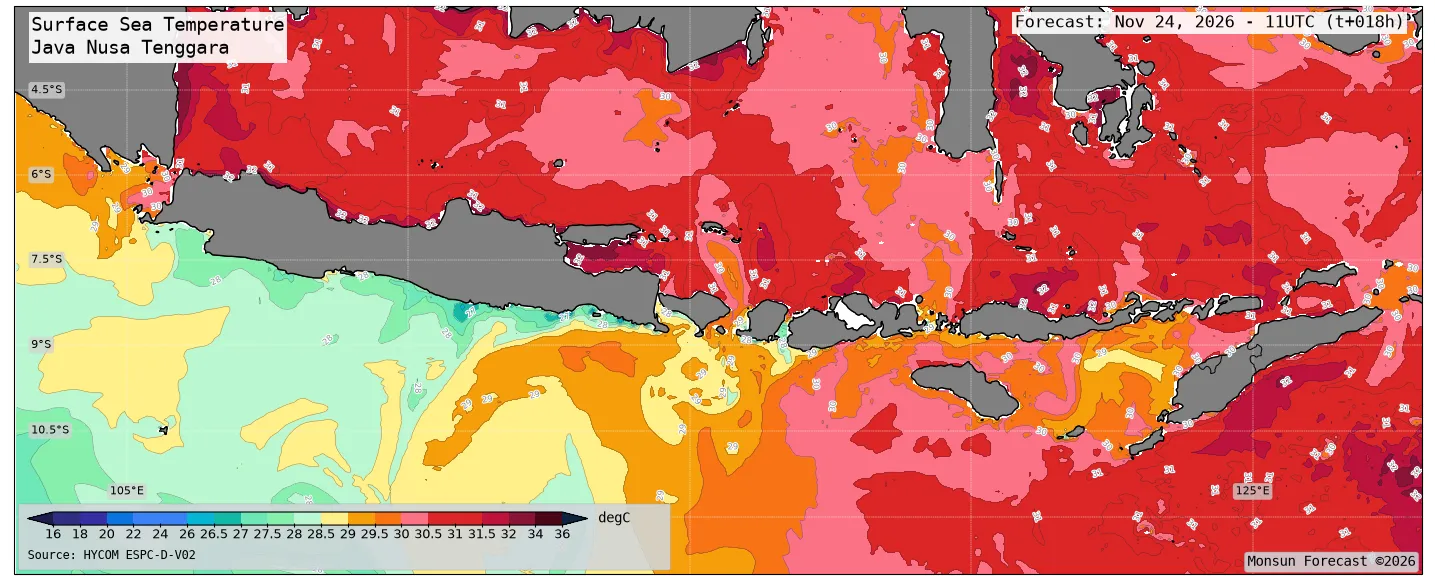 Surface Sea Temperature
Java Nusa Tenggara
Forecast: Nov 24, 2026 - 11UTC (t+018h)
4.5°S
6°S
7.5°S
9°S
10.5°S
105°E
125°E
degC
16 18 20 22 24 26 26.5 27 27.5 28 28.5 29 29.5 30 30.5 31 31.5 32 34 36
Source: HYCOM ESPC-D-V02
Monsun Forecast ©2026